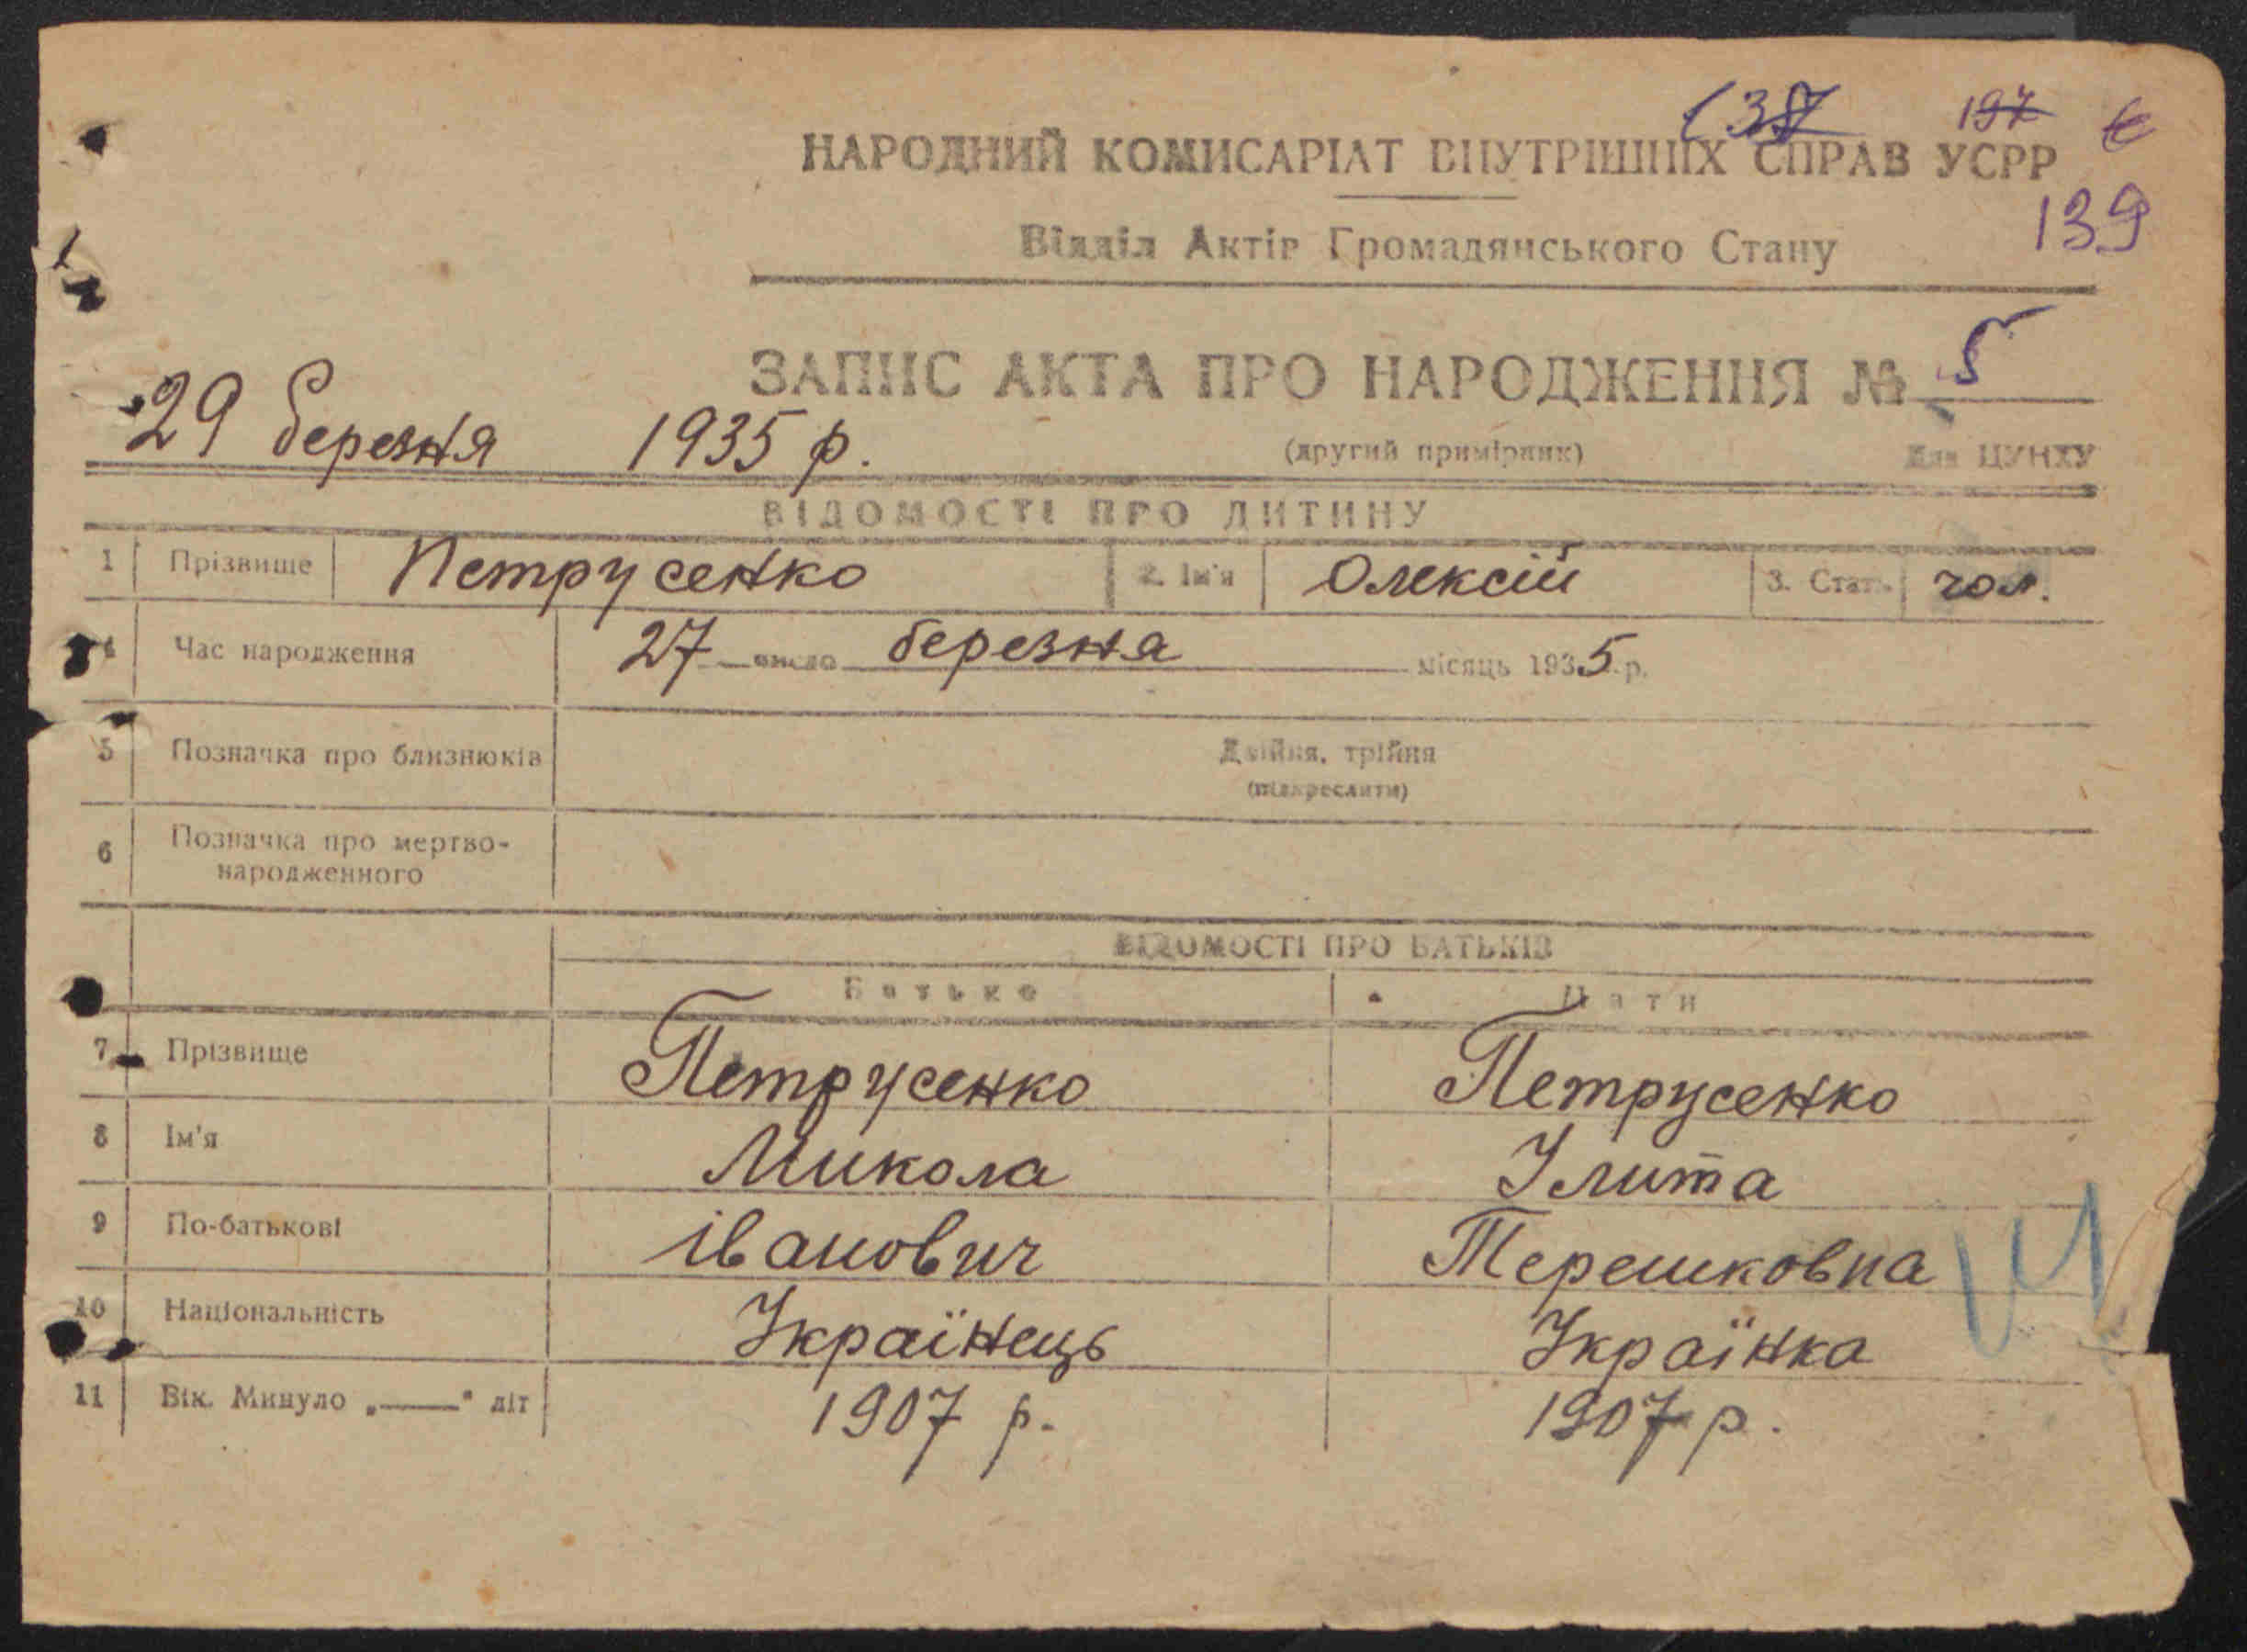 137 197
НАРОДНИЙ КОМИСАРІАТ ВНУТРІШНІХ СПРАВ УСРР
139
Відділ Актів Громадянського Стану
ЗАПИС АКТА ПРО НАРОДЖЕННЯ № 5
29 березня 1935 р.
(другий примірник) Для ЦУНХУ
ВІДОМОСТІ ПРО ДИТИНУ
1 Прізвище Петрусенко 2. Ім'я Олексій 3. Стать чол.
4 Час народження 27 число березня місяць 1935 р.
5 Позначка про близнюків Двійня, трійня
(підкреслити)
6 Позначка про мертво-
народженного
ВІДОМОСТІ ПРО БАТЬКІВ
Батько Мати
7 Прізвище Петрусенко Петрусенко
8 Ім'я Микола Улита
9 По-батькові Іванович Терешковна
10 Національність Українець Українка
11 Вік. Минуло „——" літ 1907 р. 1907 р.